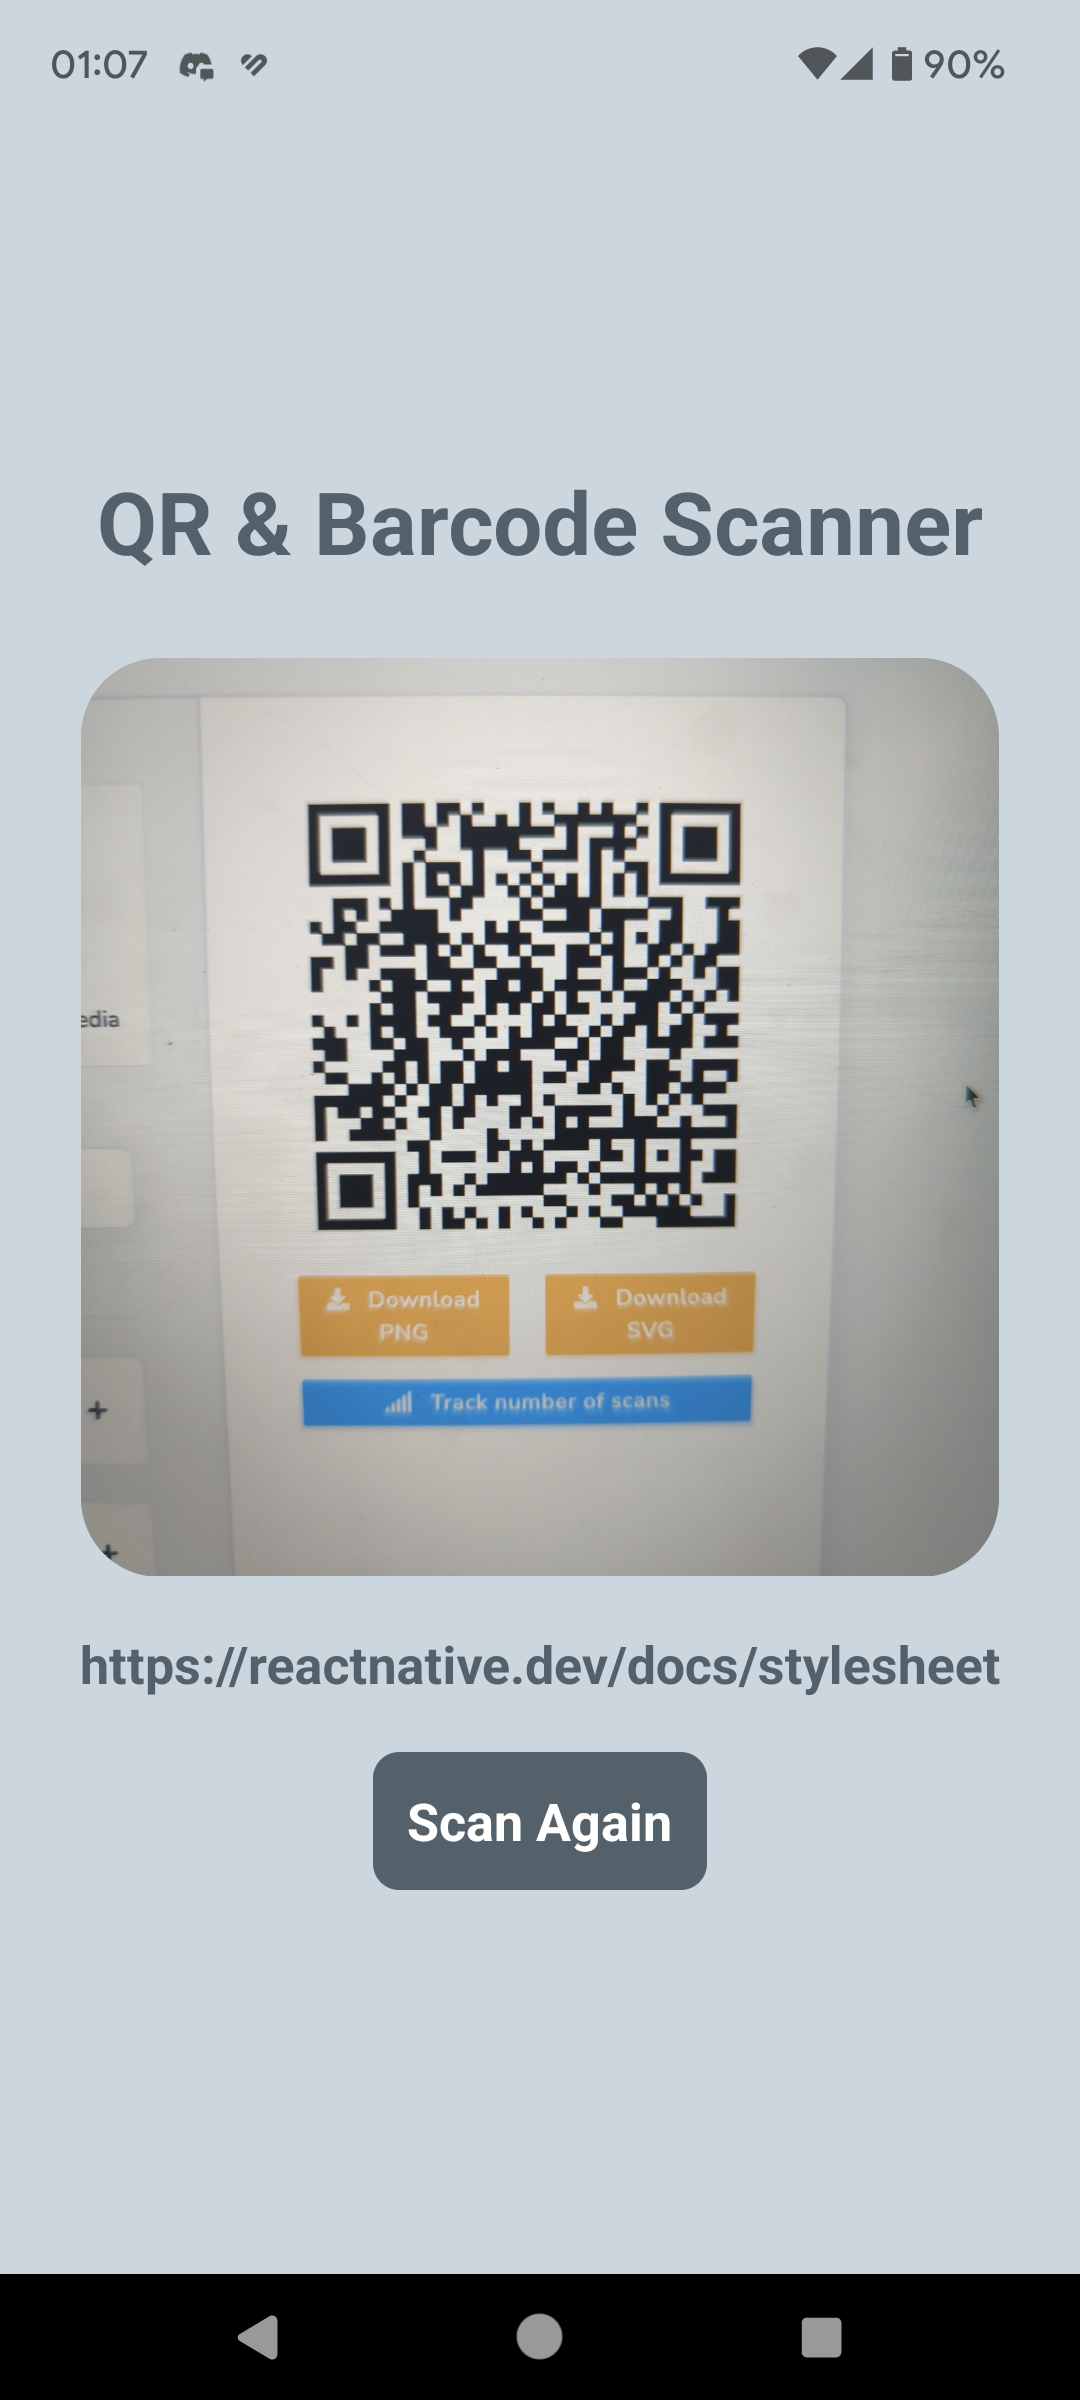 01:07
90%
QR & Barcode Scanner
edia
Download
PNG
Download
SVG
Track number of scans
+
+
https://reactnative.dev/docs/stylesheet
Scan Again